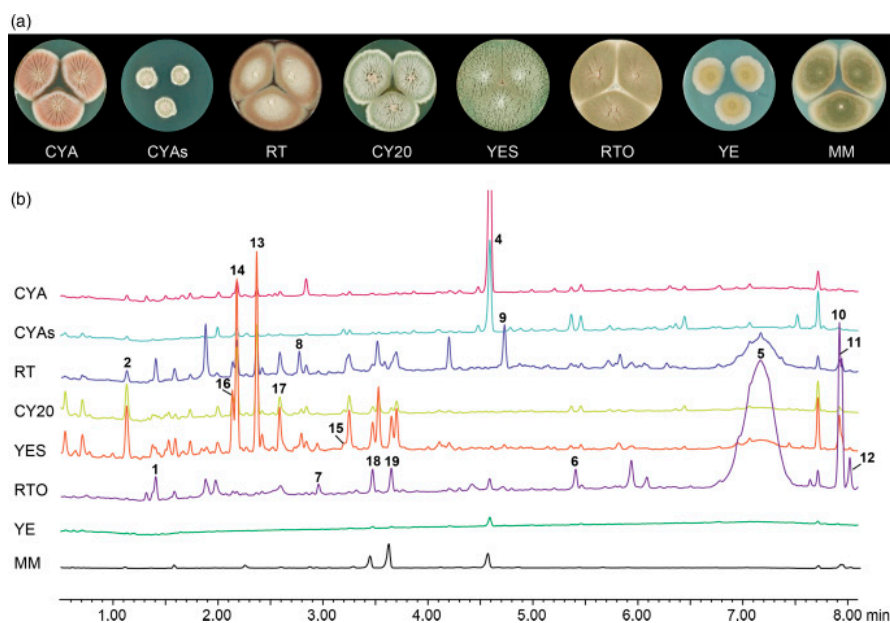 (a)
CYA CYAs RT CY20 YES RTO YE MM
(b)
CYA
CYAs
RT
CY20
YES
RTO
YE
MM
13
4
14
9
10
8
11
2
5
16
17
15
12
18 19
6
1
7
1.00 2.00 3.00 4.00 5.00 6.00 7.00 8.00 min